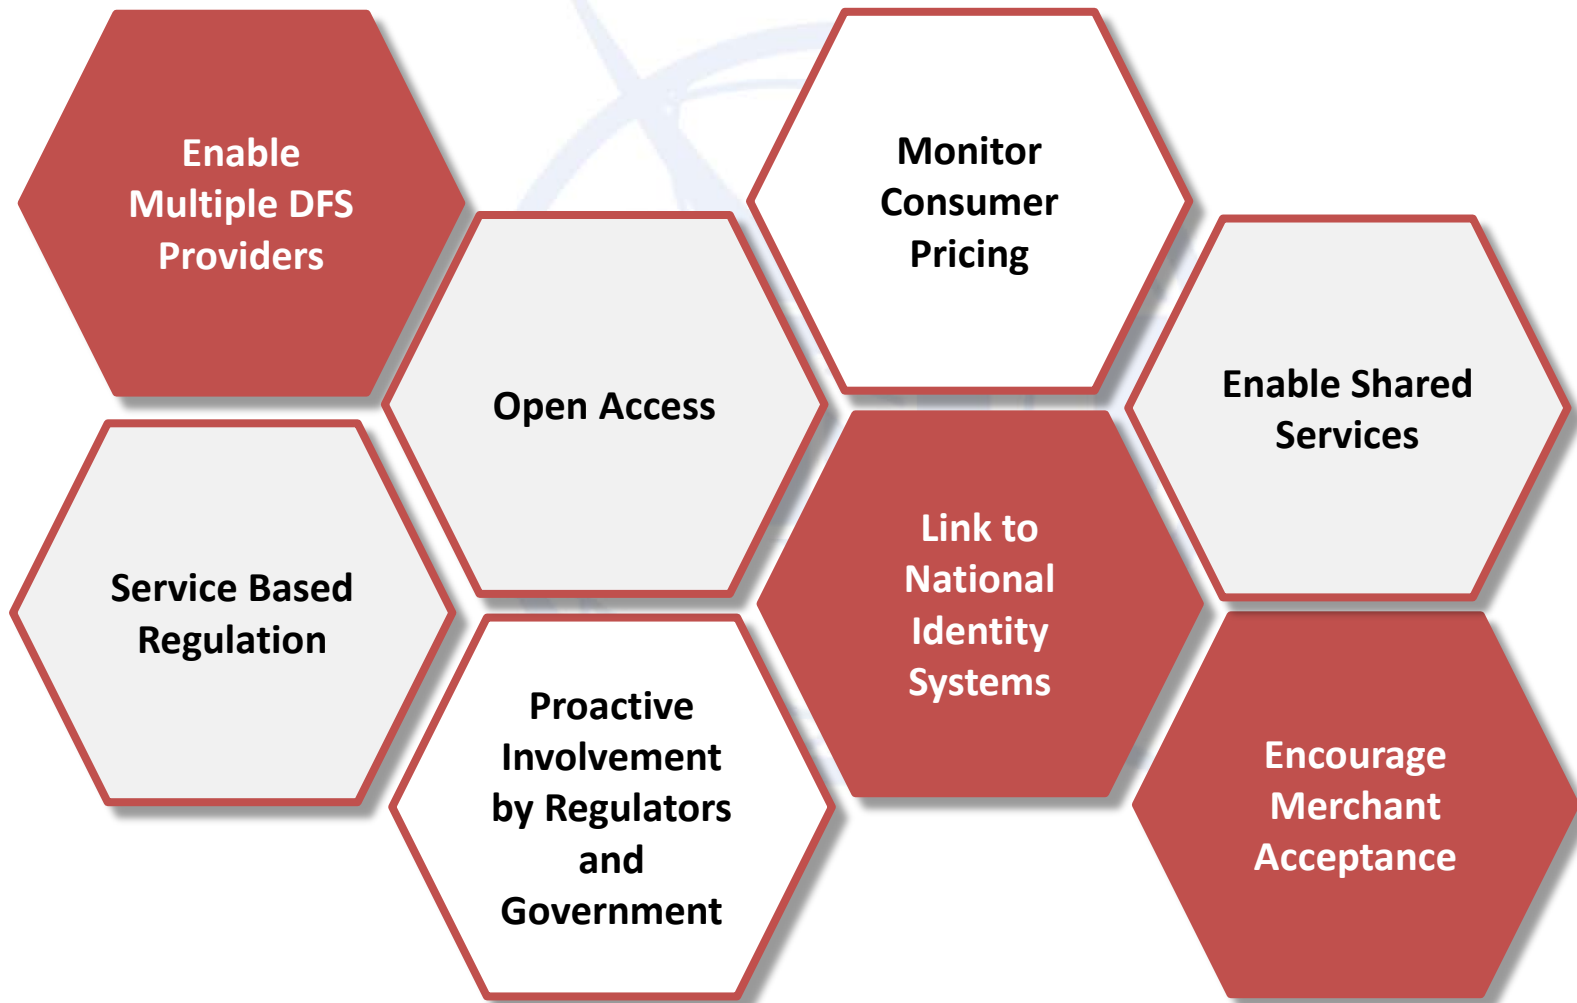 Enable
Multiple DFS
Providers
Monitor
Consumer
Pricing
Open Access
Enable Shared
Services
Service Based
Regulation
Link to
National
Identity
Systems
Proactive
Involvement
by Regulators
and
Government
Encourage
Merchant
Acceptance